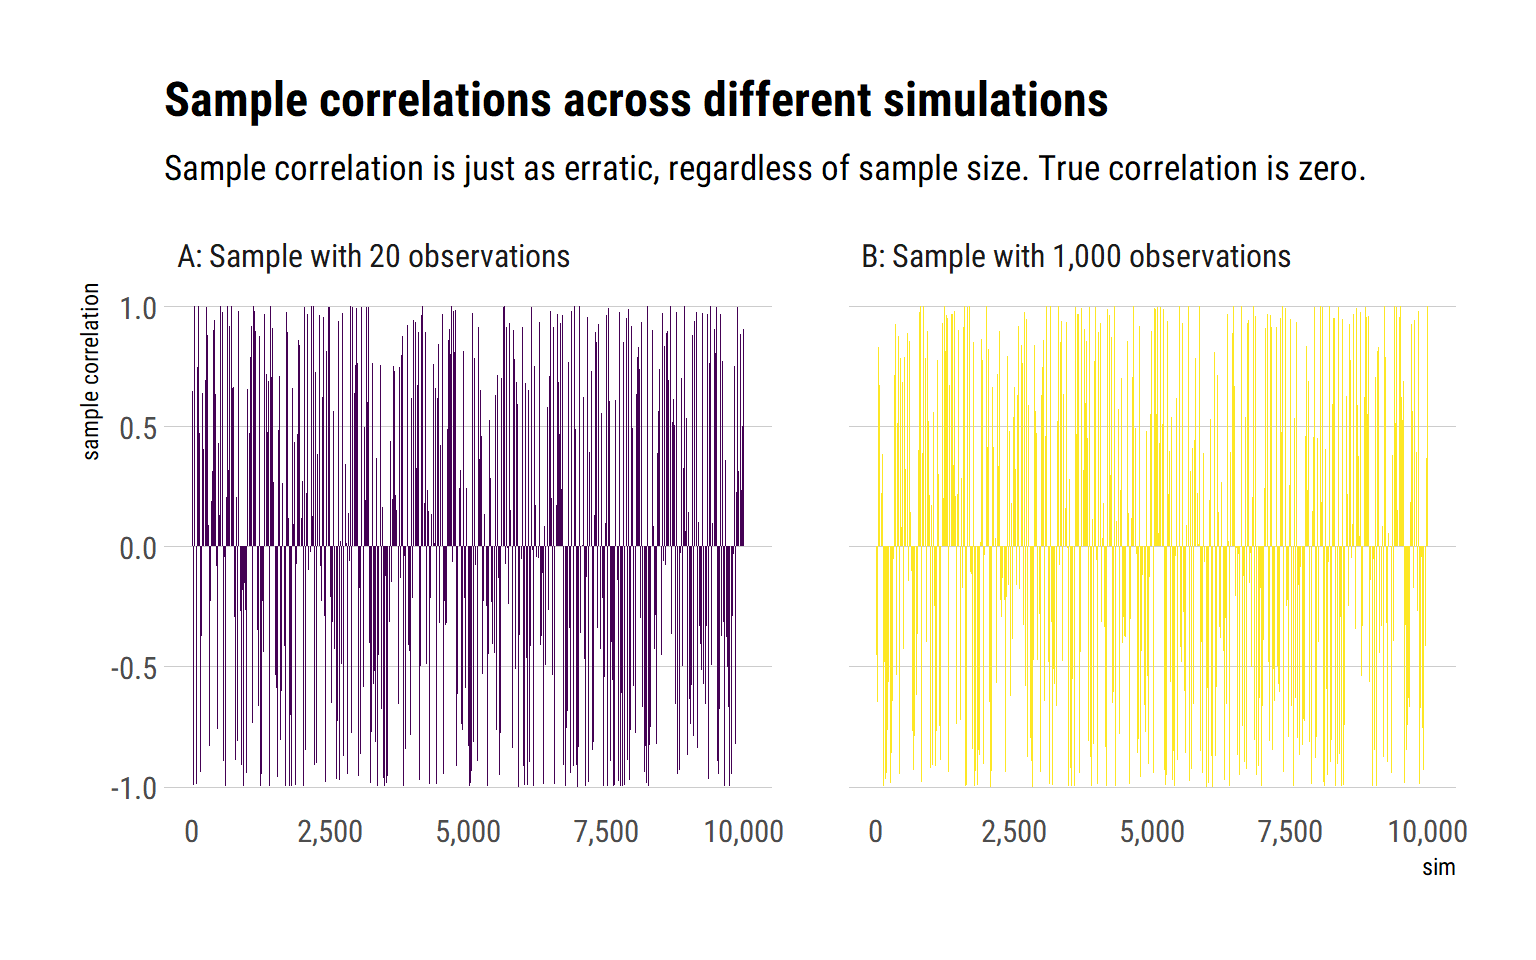 Sample correlations across different simulations
Sample correlation is just as erratic, regardless of sample size. True correlation is zero.
A: Sample with 20 observations
B: Sample with 1,000 observations
sample correlation
1.0
0.5
0.0
-0.5
-1.0
0 2,500 5,000 7,500 10,000
0 2,500 5,000 7,500 10,000
sim